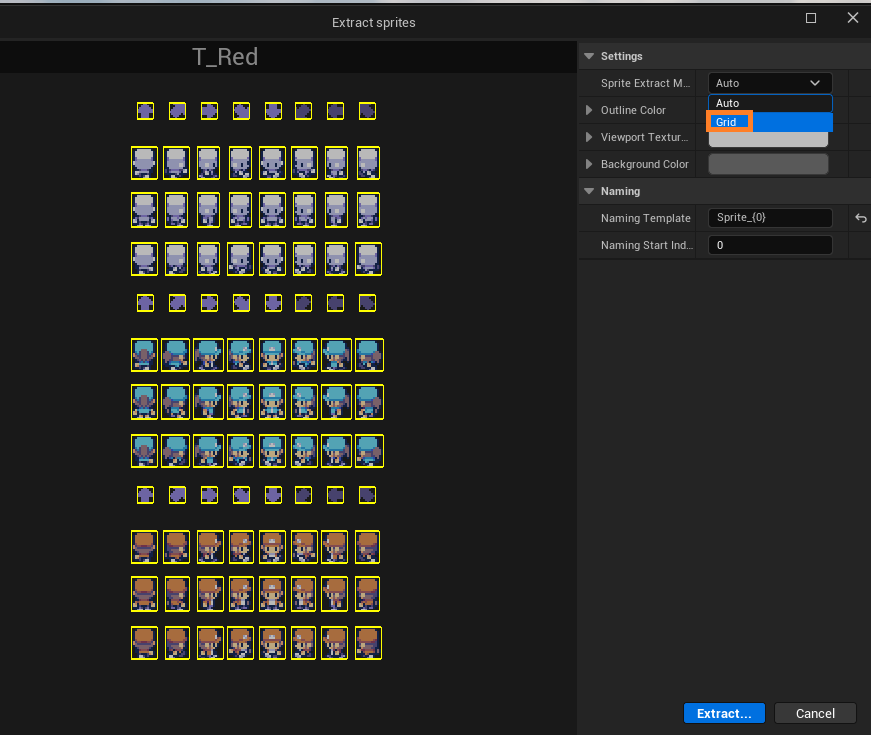 Extract sprites
T_Red
Settings
Sprite Extract M... Auto
Auto
Outline Color
Grid
Viewport Textur...
Background Color
Naming
Naming Template Sprite_{0}
Naming Start Ind... 0
Extract... Cancel